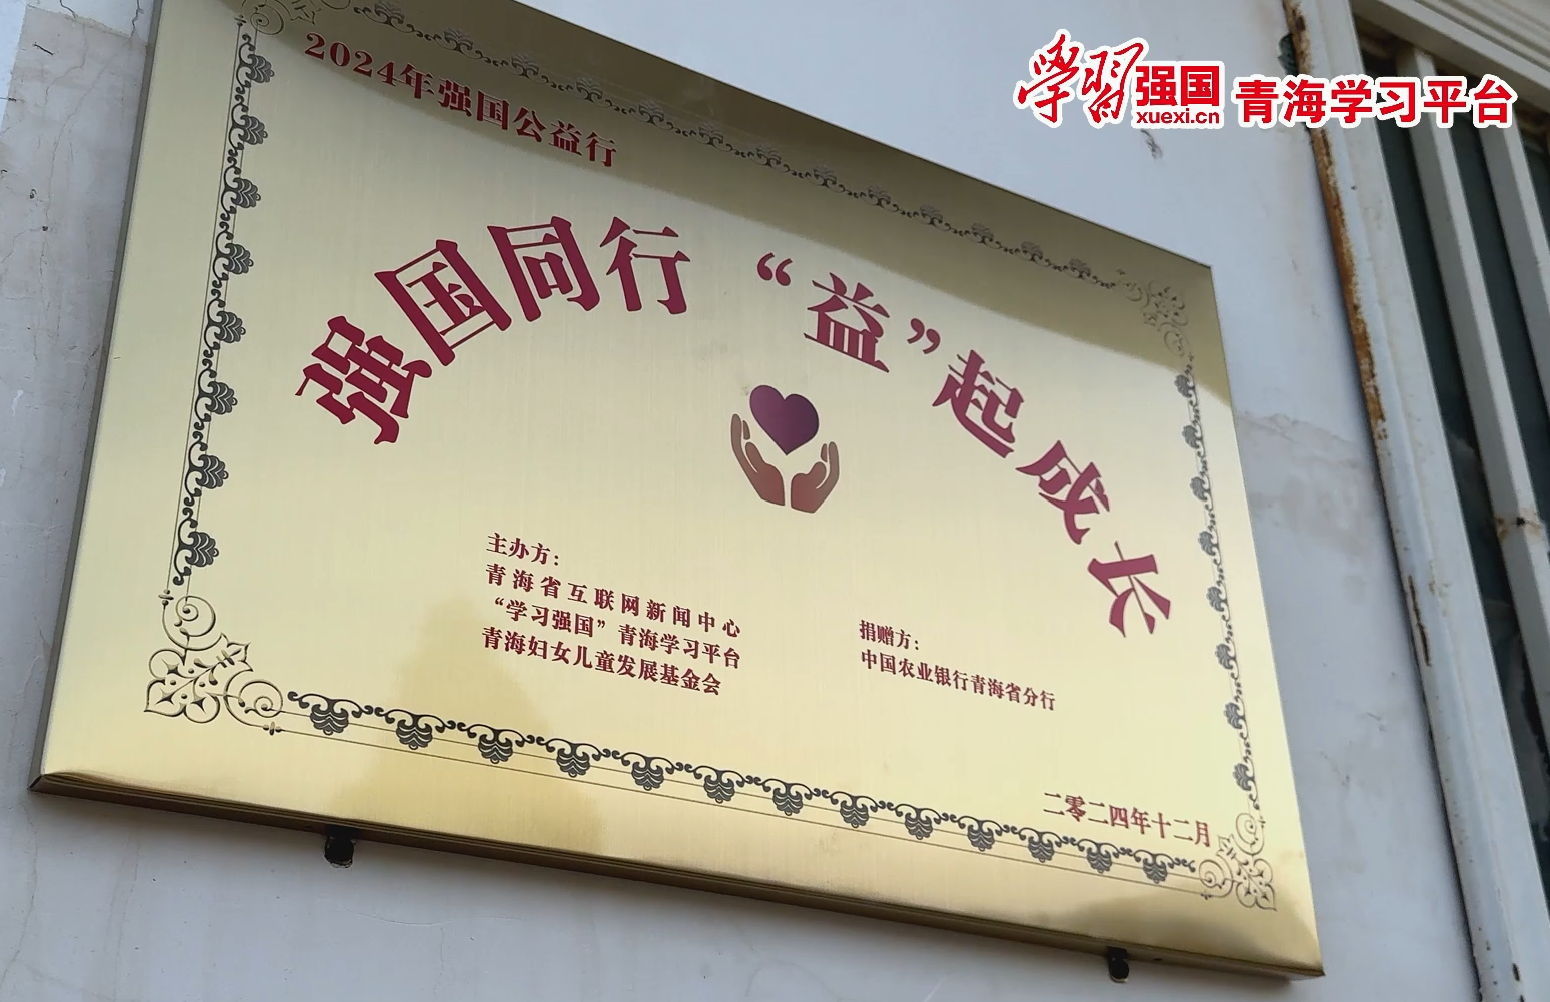 学習强国 青海学习平台
xuexi.cn
2024年强国公益行
强国同行“益”起成长
主办方：
青海省互联网新闻中心
“学习强国”青海学习平台
青海妇女儿童发展基金会
捐赠方：
中国农业银行青海省分行
二零二四年十二月